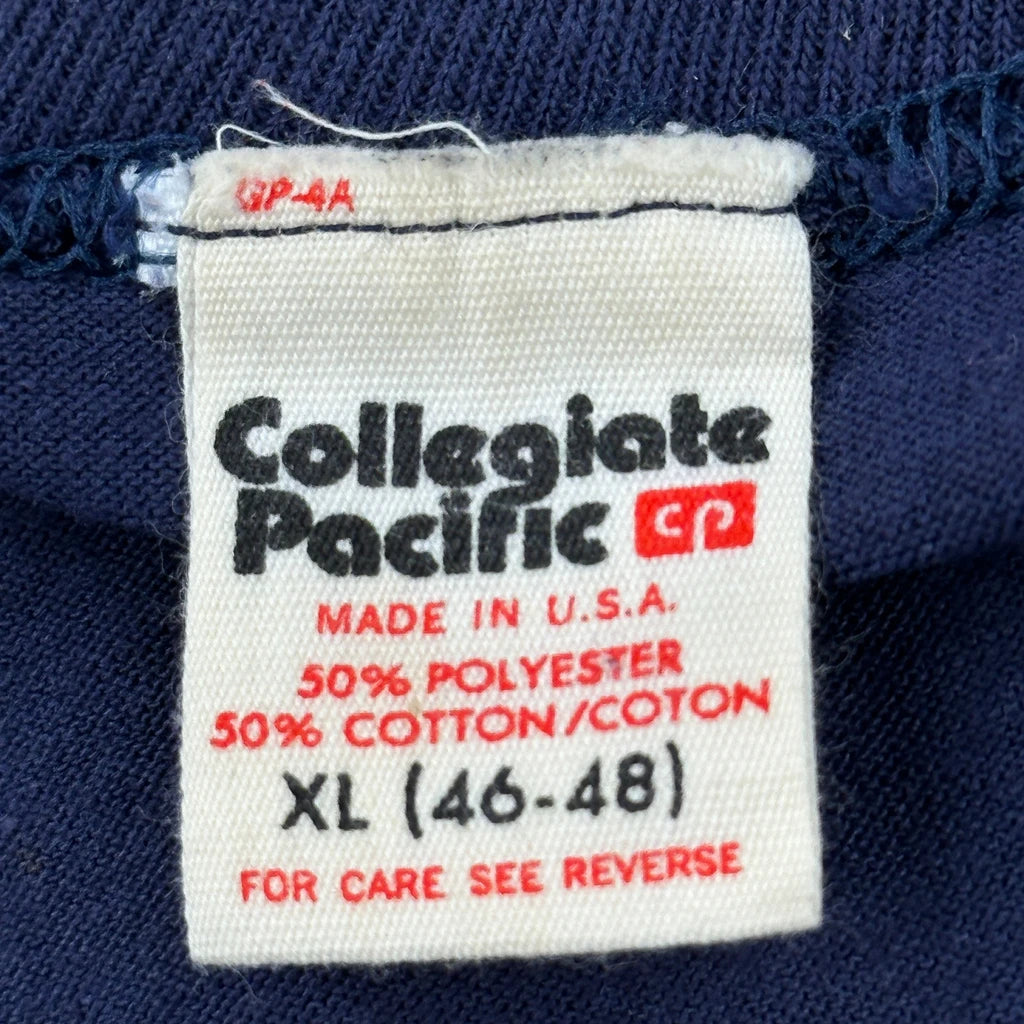 GP-4A
Collegiate
Pacific CP
MADE IN U.S.A.
50% POLYESTER
50% COTTON/COTON
XL (46-48)
FOR CARE SEE REVERSE